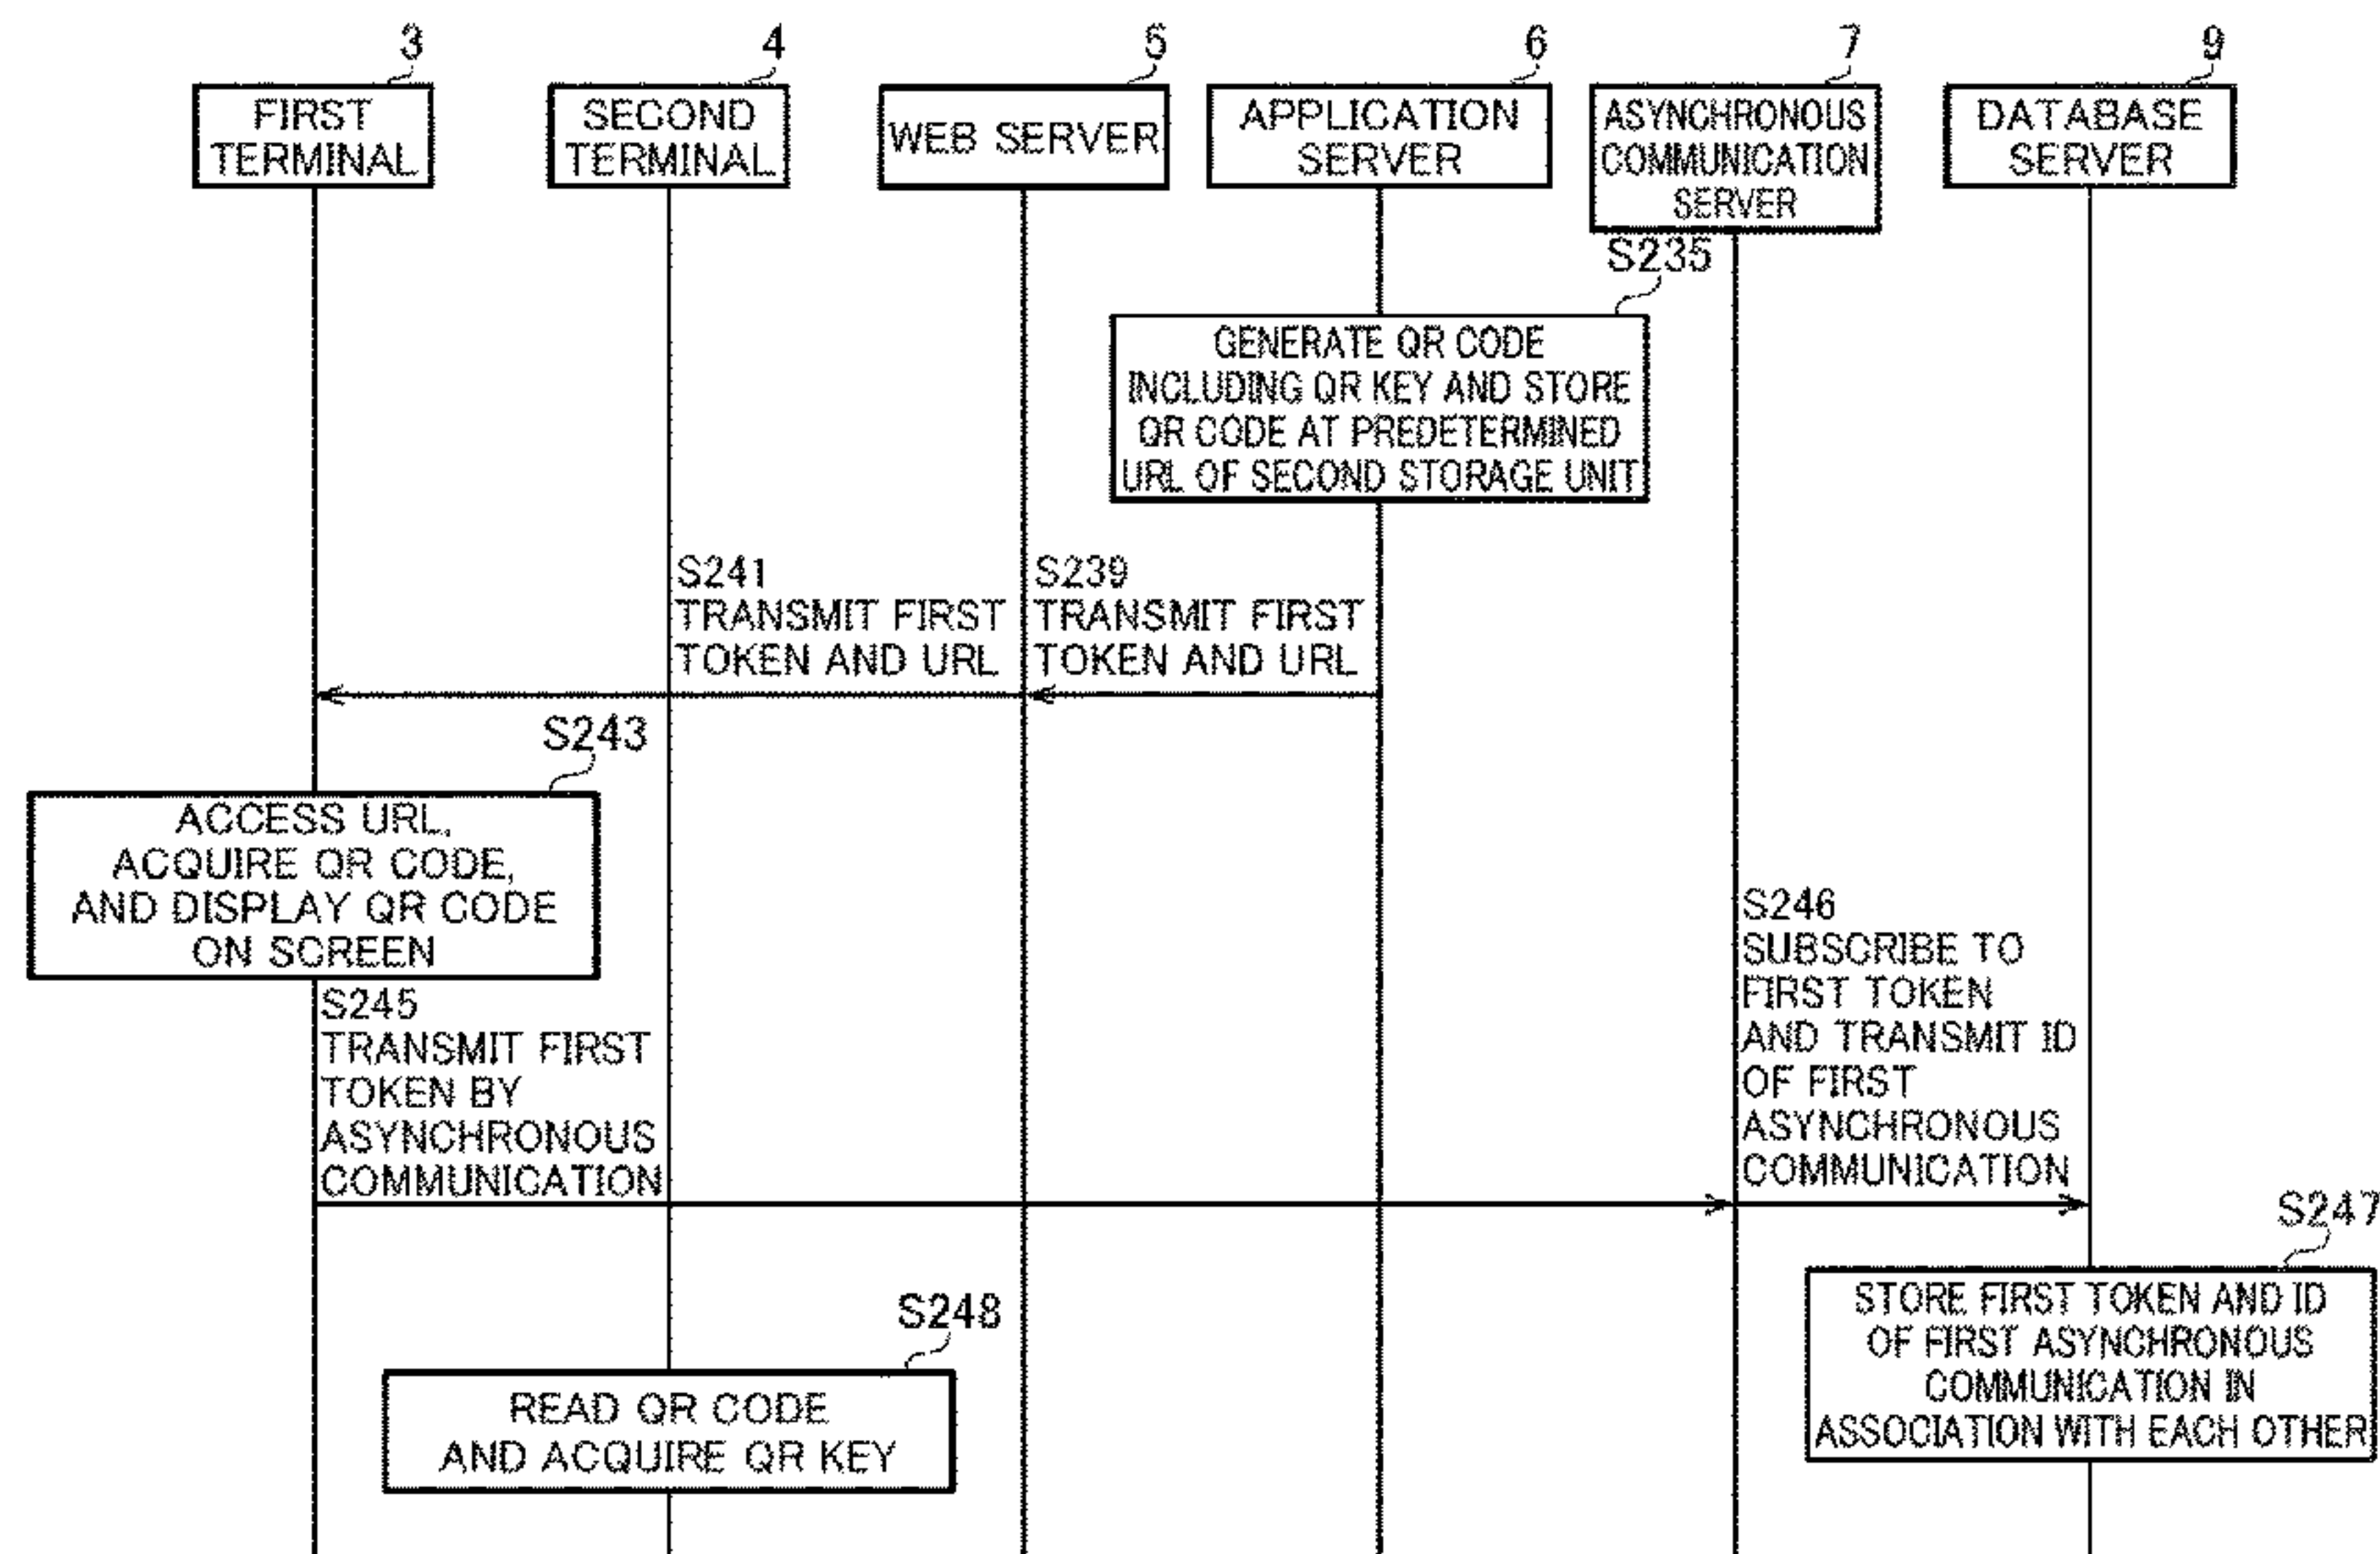 3
4
5
6
7
9
FIRST
TERMINAL
SECOND
TERMINAL
WEB SERVER
APPLICATION
SERVER
ASYNCHRONOUS
COMMUNICATION
SERVER
DATABASE
SERVER
S235
GENERATE QR CODE
INCLUDING QR KEY AND STORE
QR CODE AT PREDETERMINED
URL OF SECOND STORAGE UNIT
S241
TRANSMIT FIRST
TOKEN AND URL
S239
TRANSMIT FIRST
TOKEN AND URL
S243
ACCESS URL,
ACQUIRE QR CODE,
AND DISPLAY QR CODE
ON SCREEN
S245
TRANSMIT FIRST
TOKEN BY
ASYNCHRONOUS
COMMUNICATION
S246
SUBSCRIBE TO
FIRST TOKEN
AND TRANSMIT ID
OF FIRST
ASYNCHRONOUS
COMMUNICATION
S247
STORE FIRST TOKEN AND ID
OF FIRST ASYNCHRONOUS
COMMUNICATION IN
ASSOCIATION WITH EACH OTHER
S248
READ QR CODE
AND ACQUIRE QR KEY